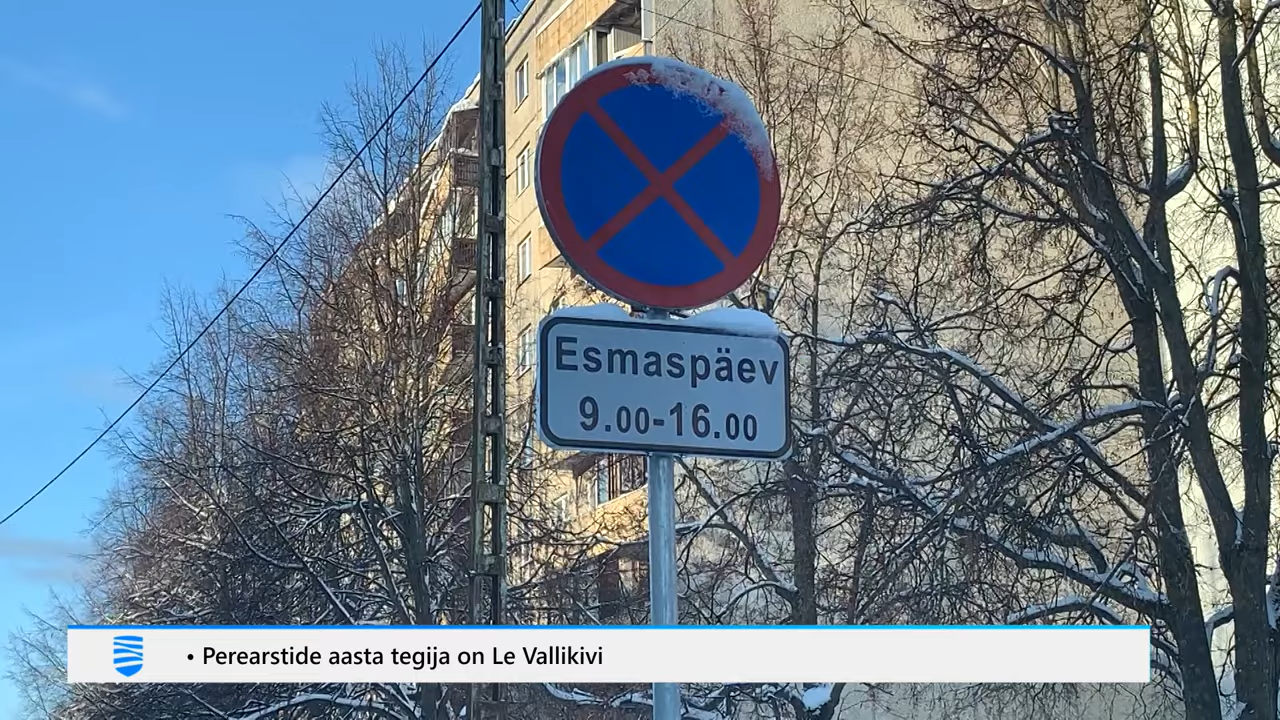 Esmaspäev
9.00-16.00
• Perearstide aasta tegija on Le Vallikivi